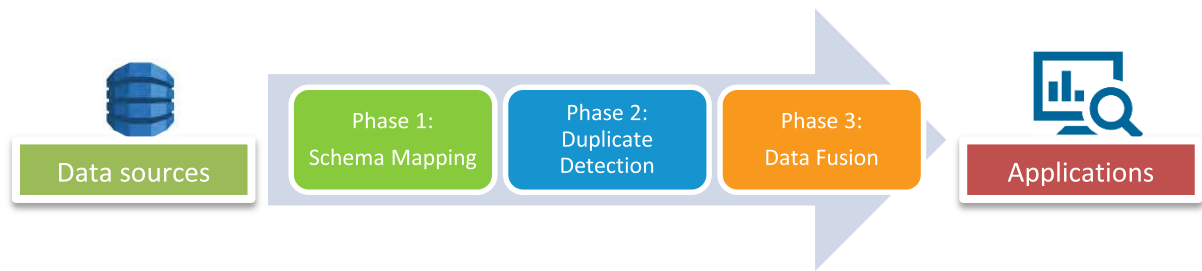 Data sources
Phase 1:
Schema Mapping
Phase 2:
Duplicate
Detection
Phase 3:
Data Fusion
Applications